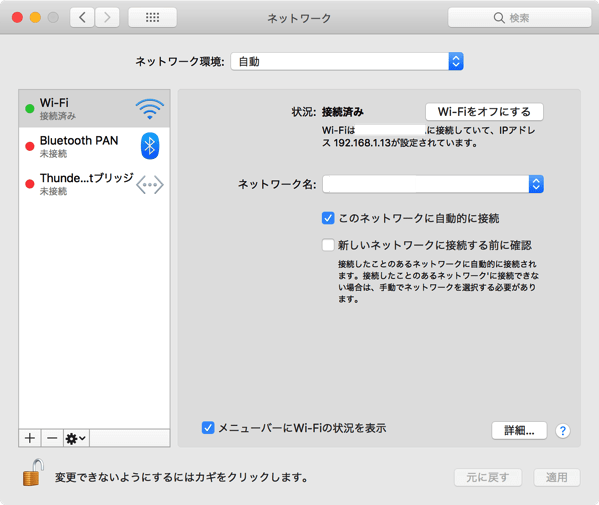 ネットワーク
検索
ネットワーク環境: 自動
Wi-Fi
接続済み
Bluetooth PAN
未接続
Thunde...tブリッジ
未接続
状況: 接続済み
Wi-Fiをオフにする
Wi-Fiは に接続していて、IPアドレ
ス 192.168.1.13が設定されています。
ネットワーク名:
このネットワークに自動的に接続
新しいネットワークに接続する前に確認
接続したことのあるネットワークに自動的に接続され
ます。接続したことのあるネットワーク'に接続できな
い場合は、手動でネットワークを選択する必要があり
ます。
メニューバーにWi-Fiの状況を表示
詳細...
?
変更できないようにするにはカギをクリックします。
元に戻す
適用